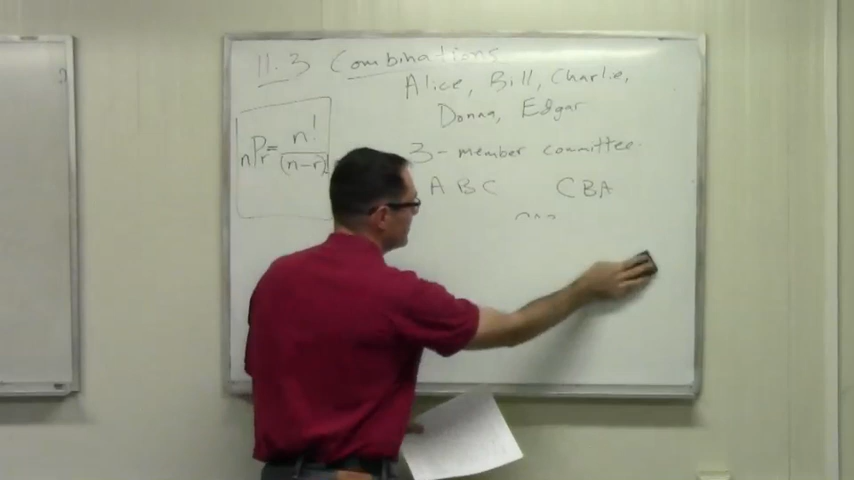 11.3 Combinations
Alice, Bill, Charlie,
Donna, Edgar
nPr = n!
(n-r)!
3 - member committee.
A B C C B A